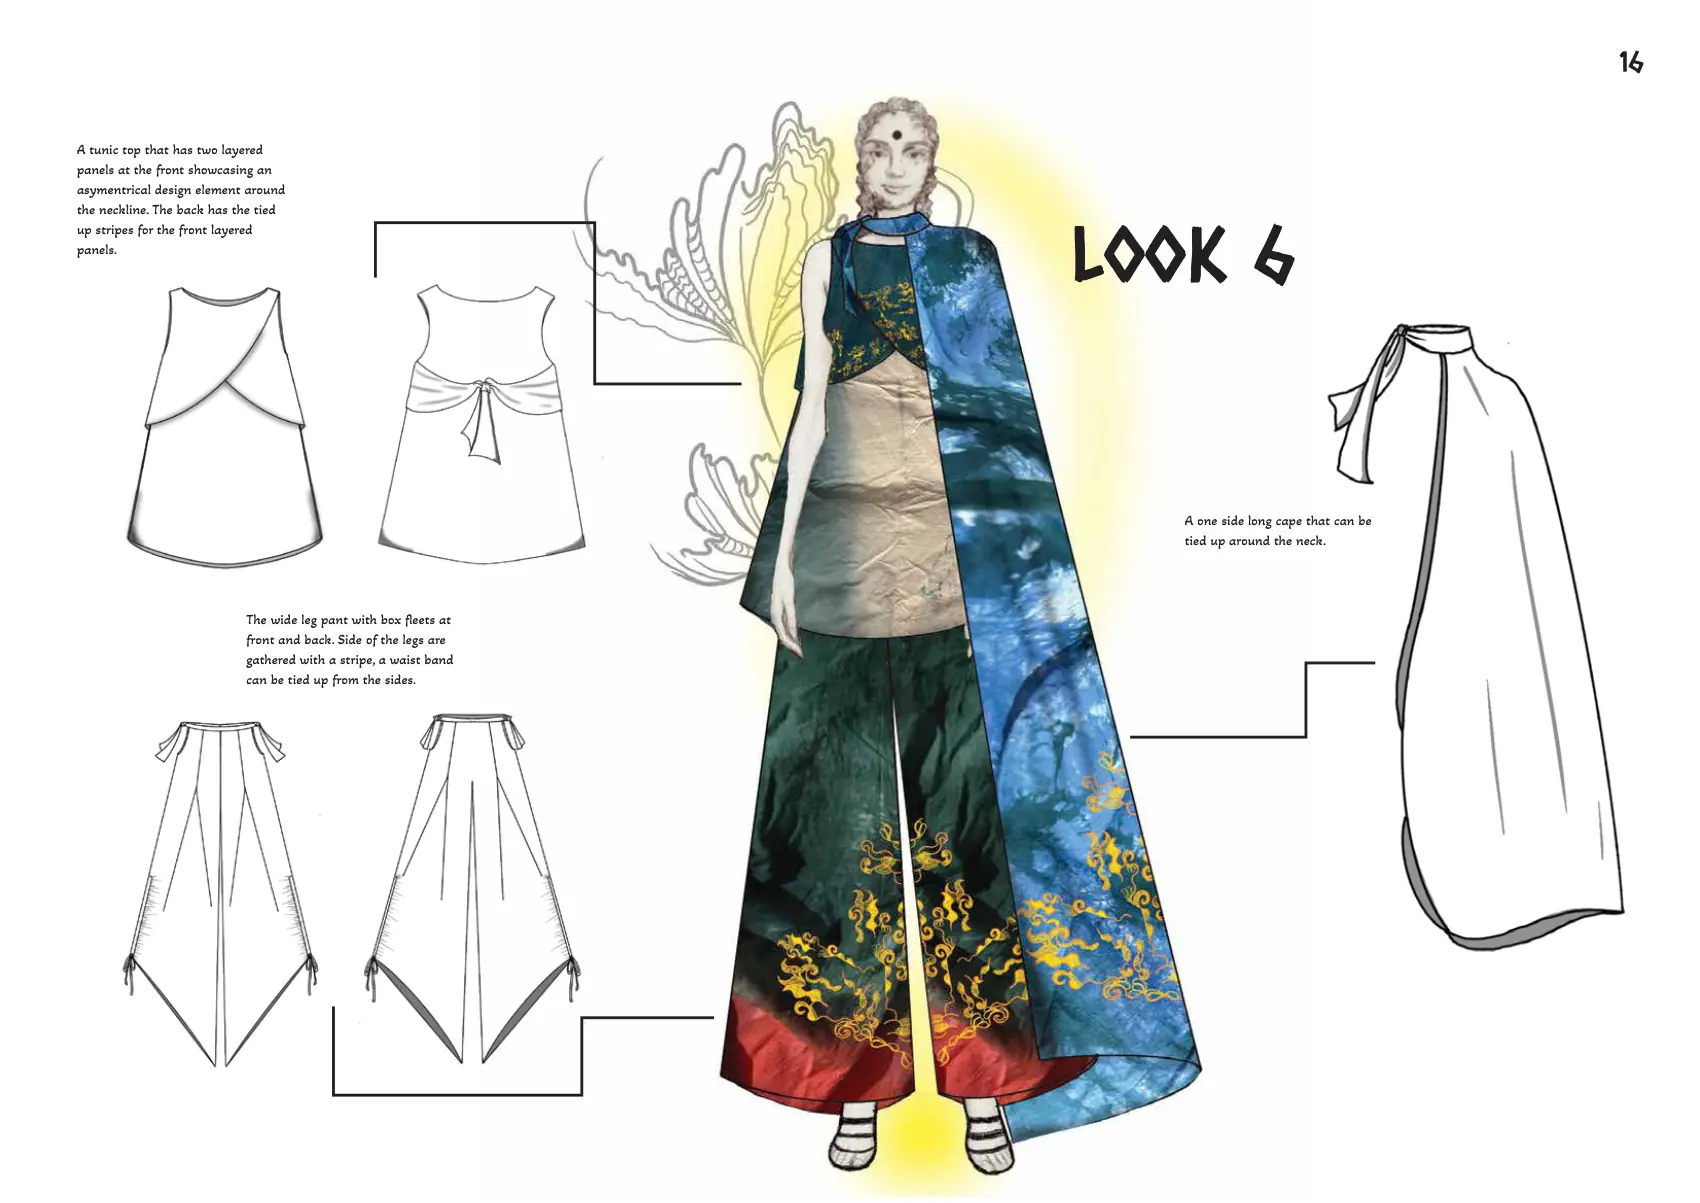 16
A tunic top that has two layered
panels at the front showcasing an
asymentrical design element around
the neckline. The back has the tied
up stripes for the front layered
panels.
LOOK 6
A one side long cape that can be
tied up around the neck.
The wide leg pant with box fleets at
front and back. Side of the legs are
gathered with a stripe, a waist band
can be tied up from the sides.